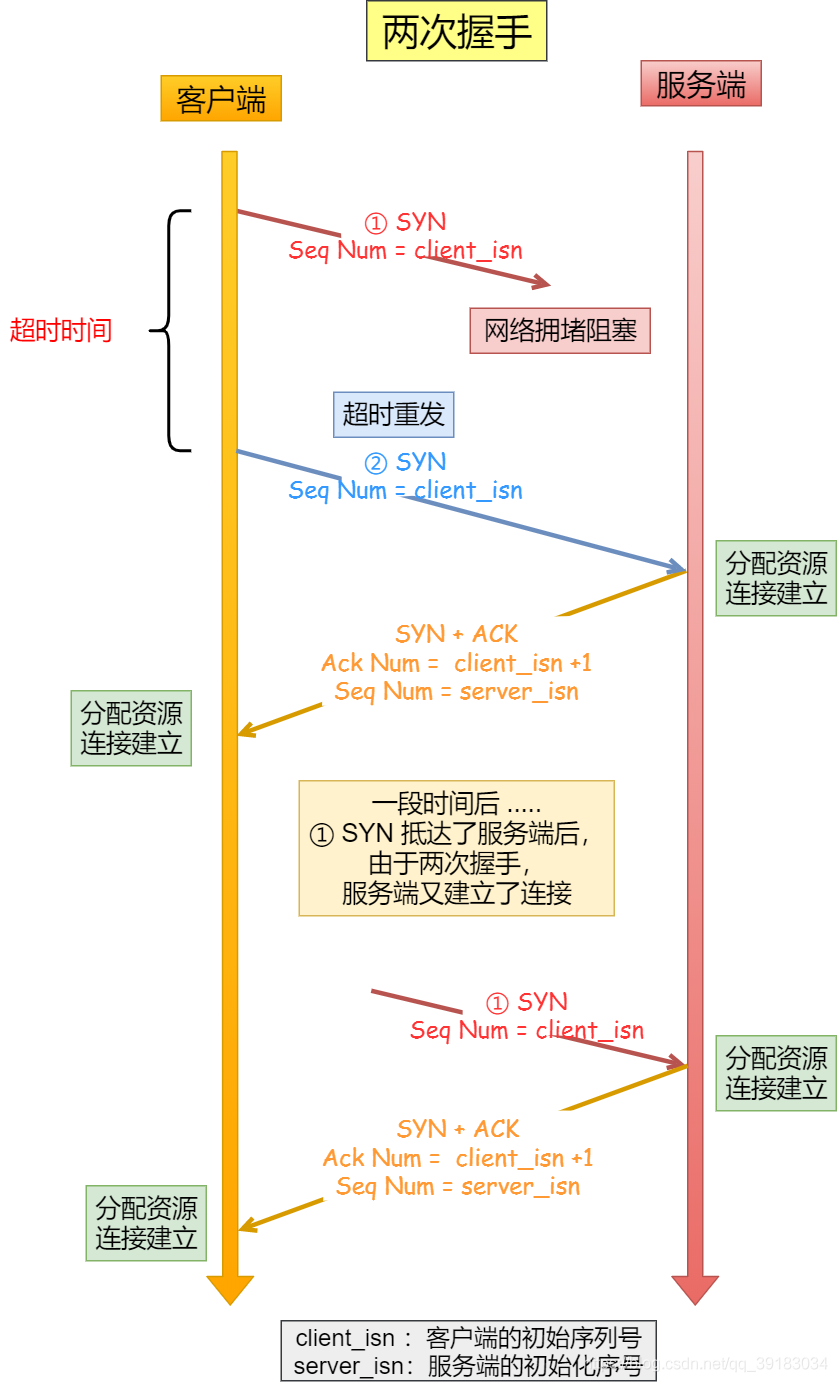 两次握手
客户端
服务端
① SYN
Seq Num = client_isn
网络拥堵阻塞
超时时间
超时重发
② SYN
Seq Num = client_isn
分配资源
连接建立
SYN + ACK
Ack Num = client_isn +1
Seq Num = server_isn
分配资源
连接建立
一段时间后 .....
① SYN 抵达了服务端后，
由于两次握手，
服务端又建立了连接
① SYN
Seq Num = client_isn
分配资源
连接建立
SYN + ACK
Ack Num = client_isn +1
Seq Num = server_isn
分配资源
连接建立
client_isn ：客户端的初始序列号
server_isn：服务端的初始化序号
blog.csdn.net/qq_39183034